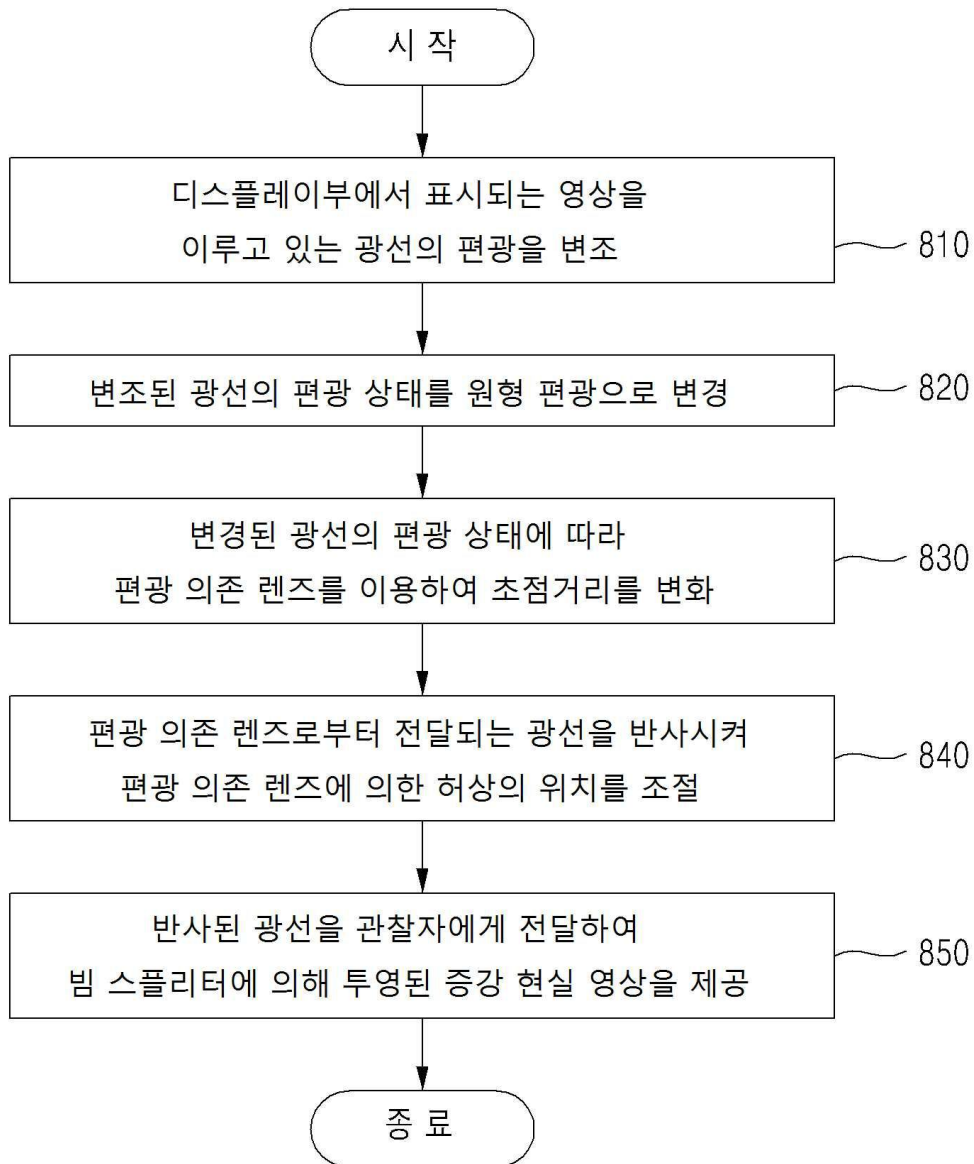 시 작
디스플레이부에서 표시되는 영상을
이루고 있는 광선의 편광을 변조
810
변조된 광선의 편광 상태를 원형 편광으로 변경
820
변경된 광선의 편광 상태에 따라
편광 의존 렌즈를 이용하여 초점거리를 변화
830
편광 의존 렌즈로부터 전달되는 광선을 반사시켜
편광 의존 렌즈에 의한 허상의 위치를 조절
840
반사된 광선을 관찰자에게 전달하여
빔 스플리터에 의해 투영된 증강 현실 영상을 제공
850
종 료